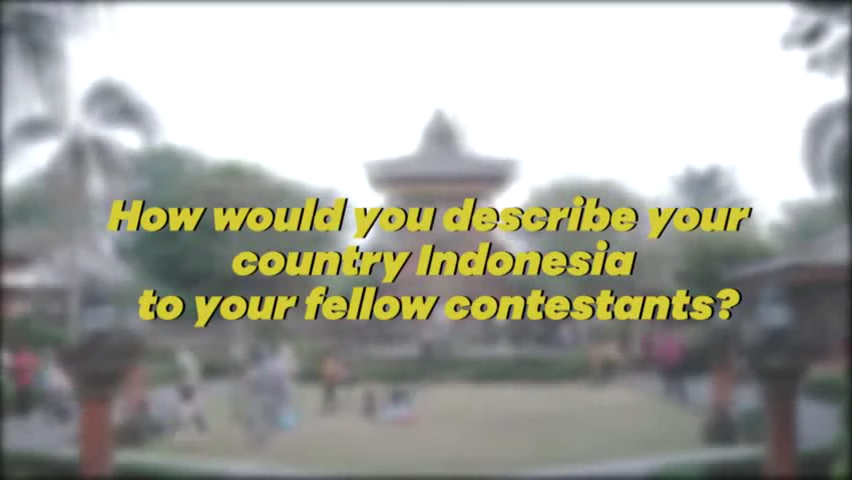 How would you describe your
country Indonesia
to your fellow contestants?